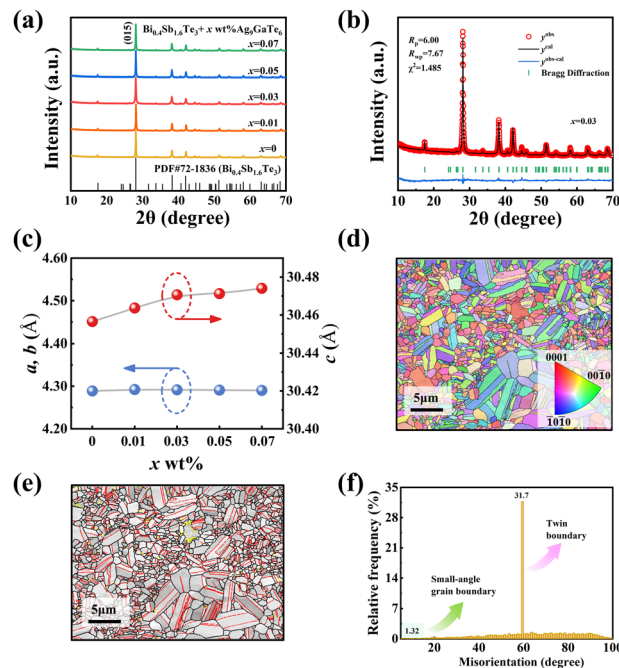 (a)
(015)
Bi0.4Sb1.6Te3+ x wt%Ag9GaTe6
x=0.07
x=0.05
x=0.03
x=0.01
x=0
PDF#72-1836 (Bi0.4Sb1.6Te3)
Intensity (a.u.)
10 20 30 40 50 60 70
2θ (degree)
(b)
Rp=6.00
Rwp=7.67
χ2=1.485
yobs
ycal
yobs-cal
Bragg Diffraction
x=0.03
Intensity (a.u.)
10 20 30 40 50 60 70
2θ (degree)
(c)
4.60
4.50
4.40
4.30
4.20
a, b (Å)
30.48
30.46
30.44
30.42
30.40
c (Å)
0 0.01 0.03 0.05 0.07
x wt%
(d)
5μm
0001
001̅0
1̅01̅0
(e)
5μm
(f)
35
28
21
14
7
0
Relative frequency (%)
31.7
Twin
boundary
Small-angle
grain boundary
1.32
20 40 60 80 100
Misorientation (degree)